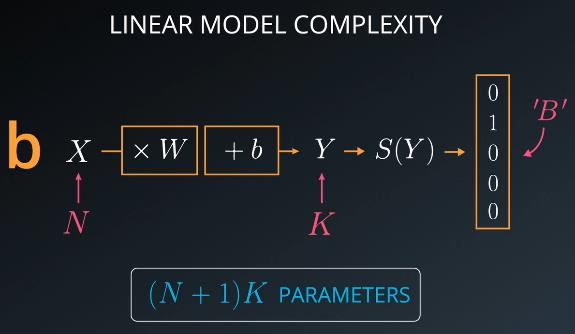 LINEAR MODEL COMPLEXITY
b X × W + b Y S(Y)
0
1
0
0
0
'B'
N
K
(N + 1)K PARAMETERS